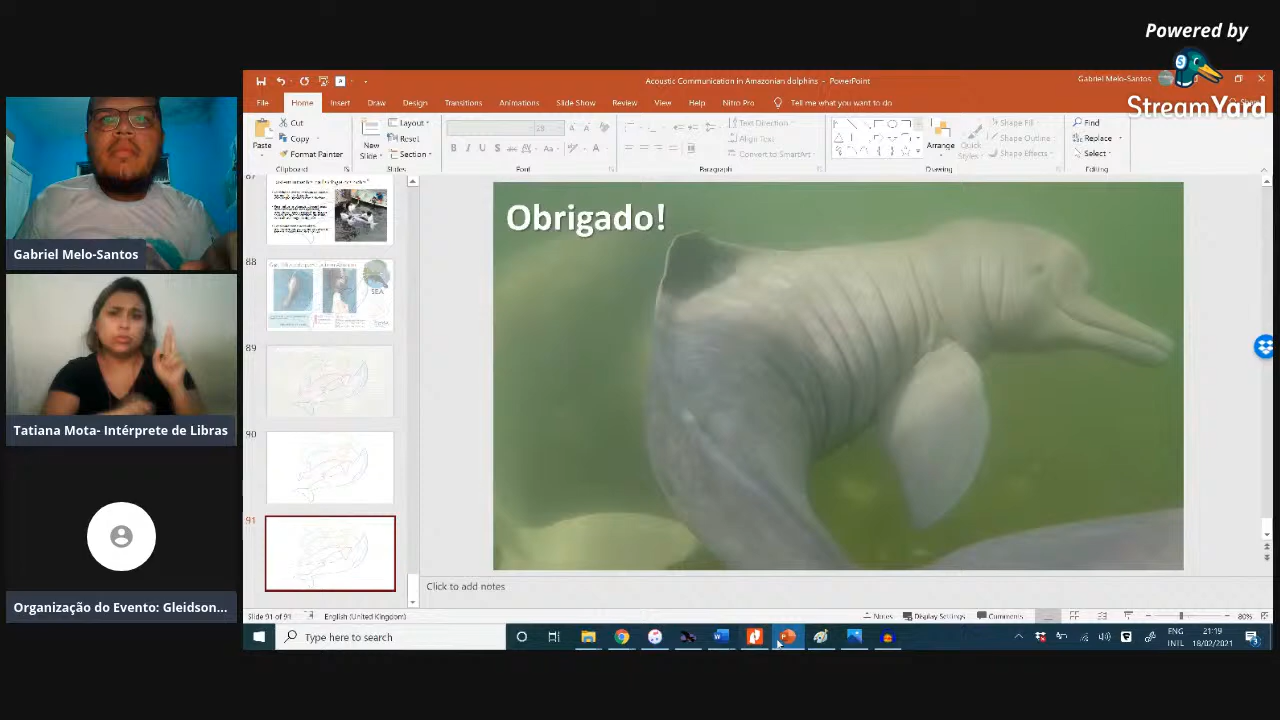 Powered by
StreamYard
Gabriel Melo-Santos
Tatiana Mota- Intérprete de Libras
Organização do Evento: Gleidson...
Acoustic Communication in Amazonian dolphins - PowerPoint
Gabriel Melo-Santos
File Home Insert Draw Design Transitions Animations Slide Show Review View Help Nitro Pro Tell me what you want to do
Paste
Cut
Copy
Format Painter
Clipboard
New Slide
Layout
Reset
Section
Slides
28
Font
Text Direction
Align Text
Convert to SmartArt
Paragraph
Arrange
Quick Styles
Shape Fill
Shape Outline
Shape Effects
Drawing
Find
Replace
Select
Editing
88
SEA
89
90
91
Obrigado!
Click to add notes
Slide 91 of 91 English (United Kingdom) Notes Display Settings Comments 80%
Type here to search
ENG
INTL
21:19
18/02/2021